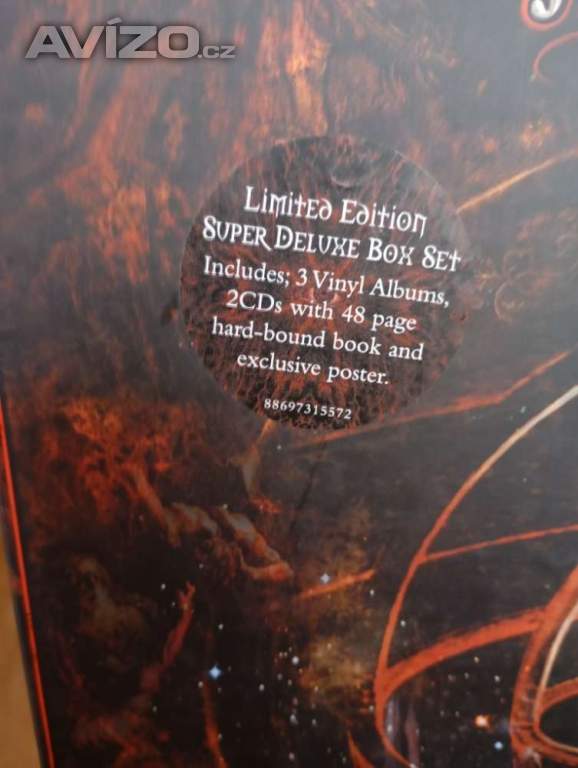 AVÍZO.cz
Limited Edition
Super Deluxe Box Set
Includes; 3 Vinyl Albums,
2CDs with 48 page
hard-bound book and
exclusive poster.
88697315572